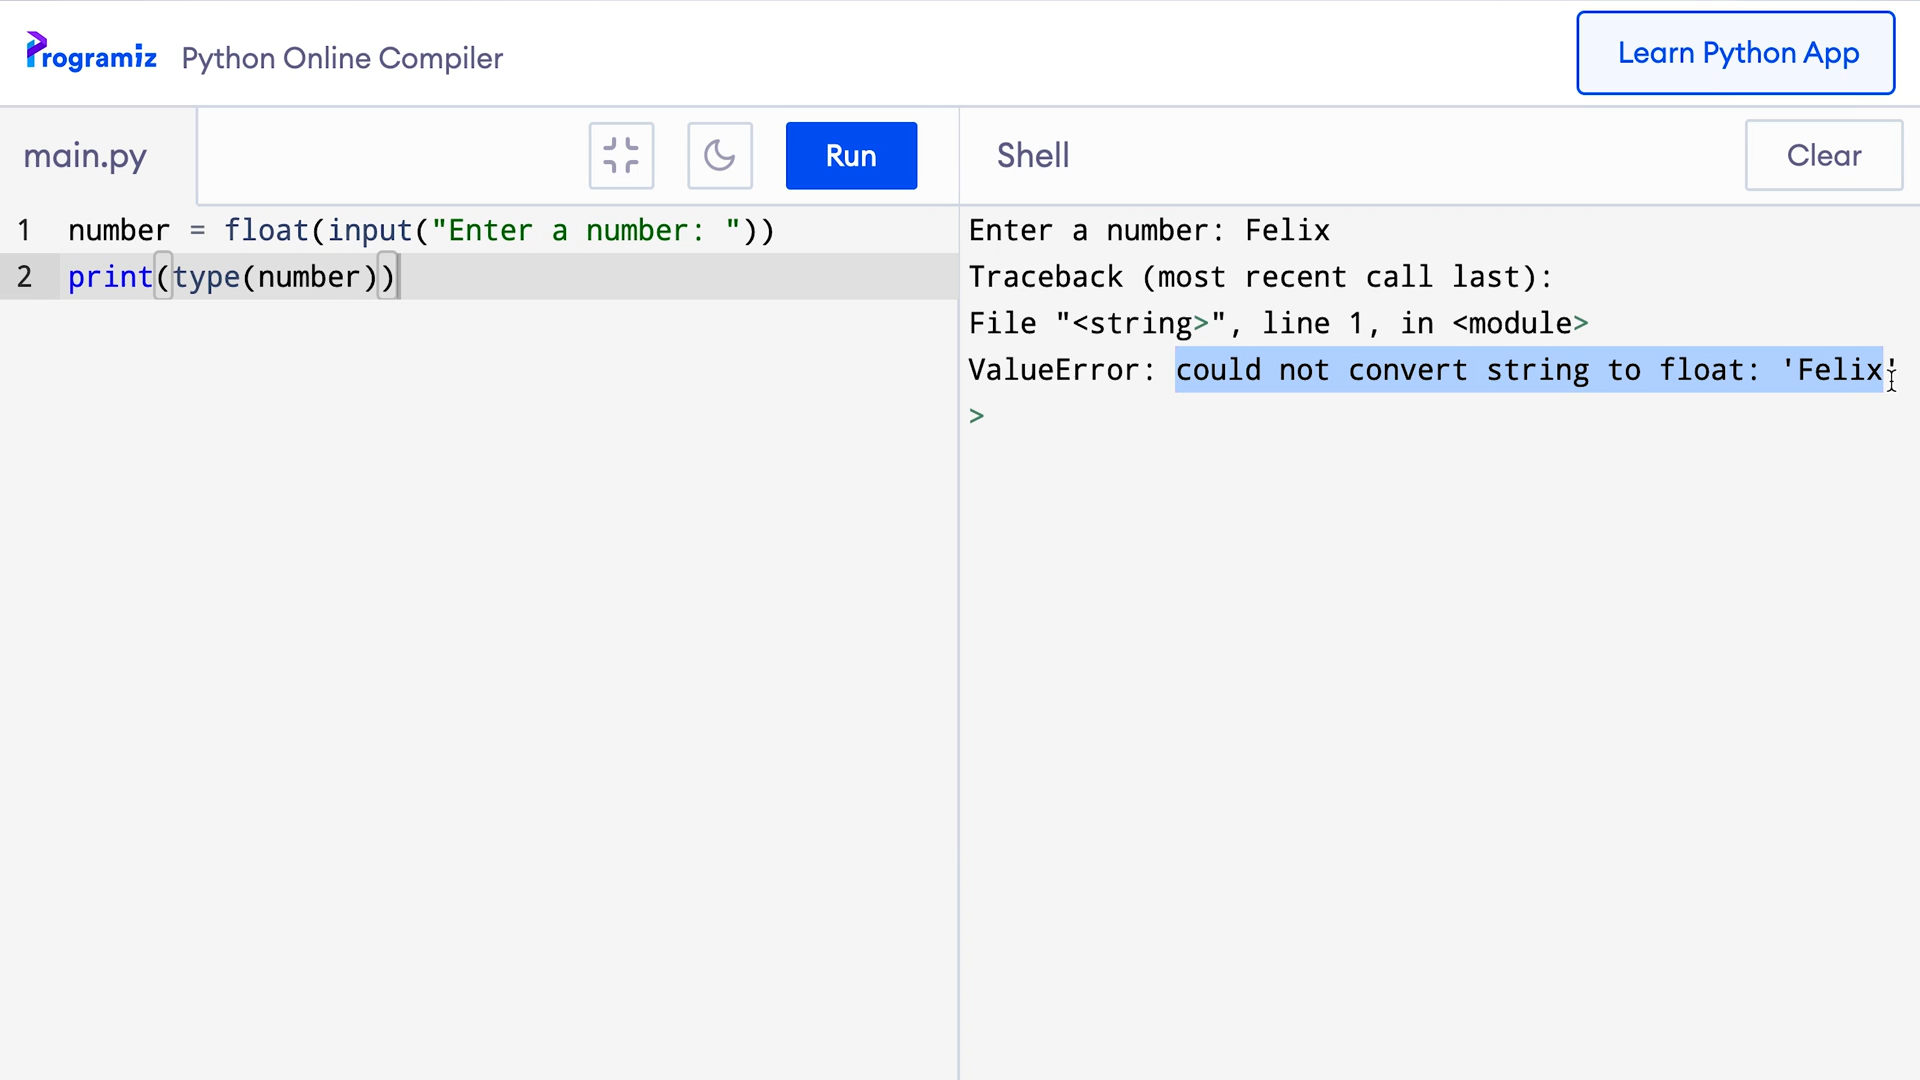 Programiz Python Online Compiler
Learn Python App
main.py
Run
Shell
Clear
1 number = float(input("Enter a number: "))
2 print(type(number))
Enter a number: Felix
Traceback (most recent call last):
File "<string>", line 1, in <module>
ValueError: could not convert string to float: 'Felix'
>